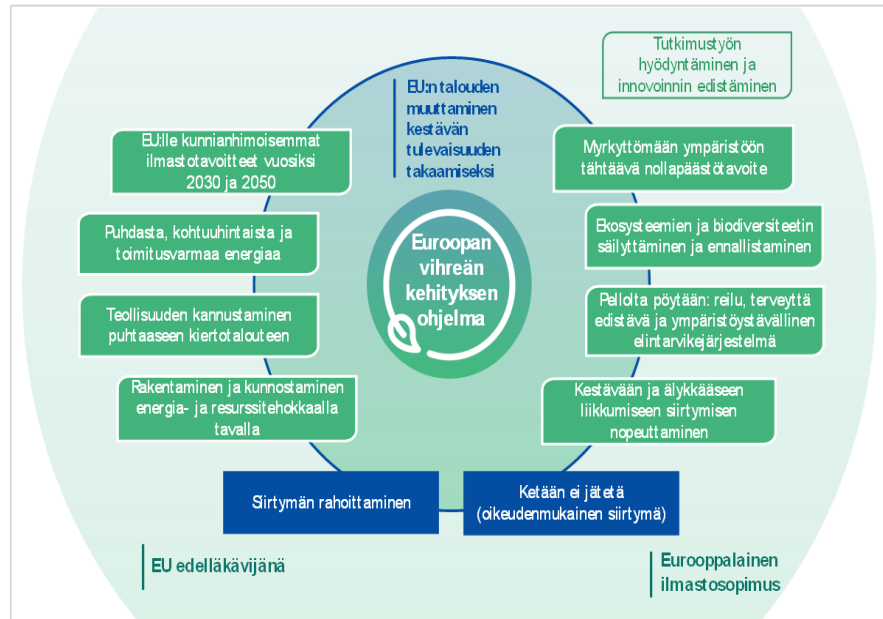 Tutkimustyön
hyödyntäminen ja
innovoinnin edistäminen
EU:n talouden
muuttaminen
kestävän
tulevaisuuden
takaamiseksi
EU:lle kunnianhimoisemmat
ilmastotavoitteet vuosiksi
2030 ja 2050
Puhdasta, kohtuuhintaista ja
toimitusvarmaa energiaa
Teollisuuden kannustaminen
puhtaaseen kiertotalouteen
Rakentaminen ja kunnostaminen
energia- ja resurssitehokkaalla
tavalla
Euroopan
vihreän
kehityksen
ohjelma
Myrkyttömään ympäristöön
tähtäävä nollapäästötavoite
Ekosysteemien ja biodiversiteetin
säilyttäminen ja ennallistaminen
Pellolta pöytään: reilu, terveyttä
edistävä ja ympäristöystävällinen
elintarvikejärjestelmä
Kestävään ja älykkääseen
liikkumiseen siirtymisen
nopeuttaminen
Siirtymän rahoittaminen
Ketään ei jätetä
(oikeudenmukainen siirtymä)
EU edelläkävijänä
Eurooppalainen
ilmastosopimus